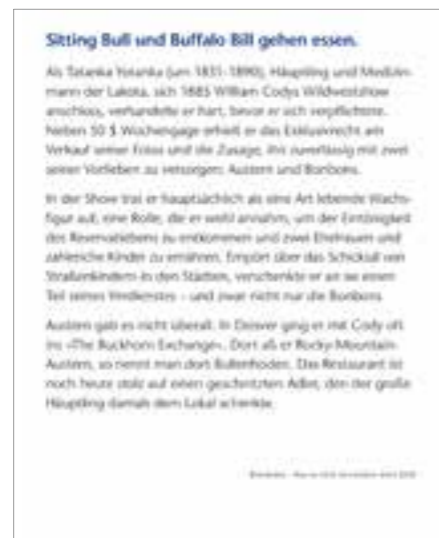 Sitting Bull und Buffalo Bill gehen essen.
Als Tatanka Yotanka (um 1831–1890), Häuptling und Medizin-
mann der Lakota, sich 1885 William Codys Wildwestshow
anschloss, verhandelte er hart, bevor er sich verpflichtete.
Neben 50 $ Wochengage erhielt er das Exklusivrecht am
Verkauf seiner Fotos und die Zusage, ihn zuverlässig mit zwei
seiner Vorlieben zu versorgen: Austern und Bonbons.
In der Show trat er hauptsächlich als eine Art lebende Wachs-
figur auf, eine Rolle, die er wohl annahm, um der Eintönigkeit
des Reservatslebens zu entkommen und zwei Ehefrauen und
zahlreiche Kinder zu ernähren. Empört über das Schicksal von
Straßenkindern in den Städten, verschenkte er an sie einen
Teil seines Verdienstes – und zwar nicht nur die Bonbons.
Austern gab es nicht überall. In Denver ging er mit Cody oft
ins «The Buckhorn Exchange». Dort aß er Rocky-Mountain-
Austern, so nennt man dort Bullenhoden. Das Restaurant ist
noch heute stolz auf einen geschnitzten Adler, den der große
Häuptling damals dem Lokal schenkte.